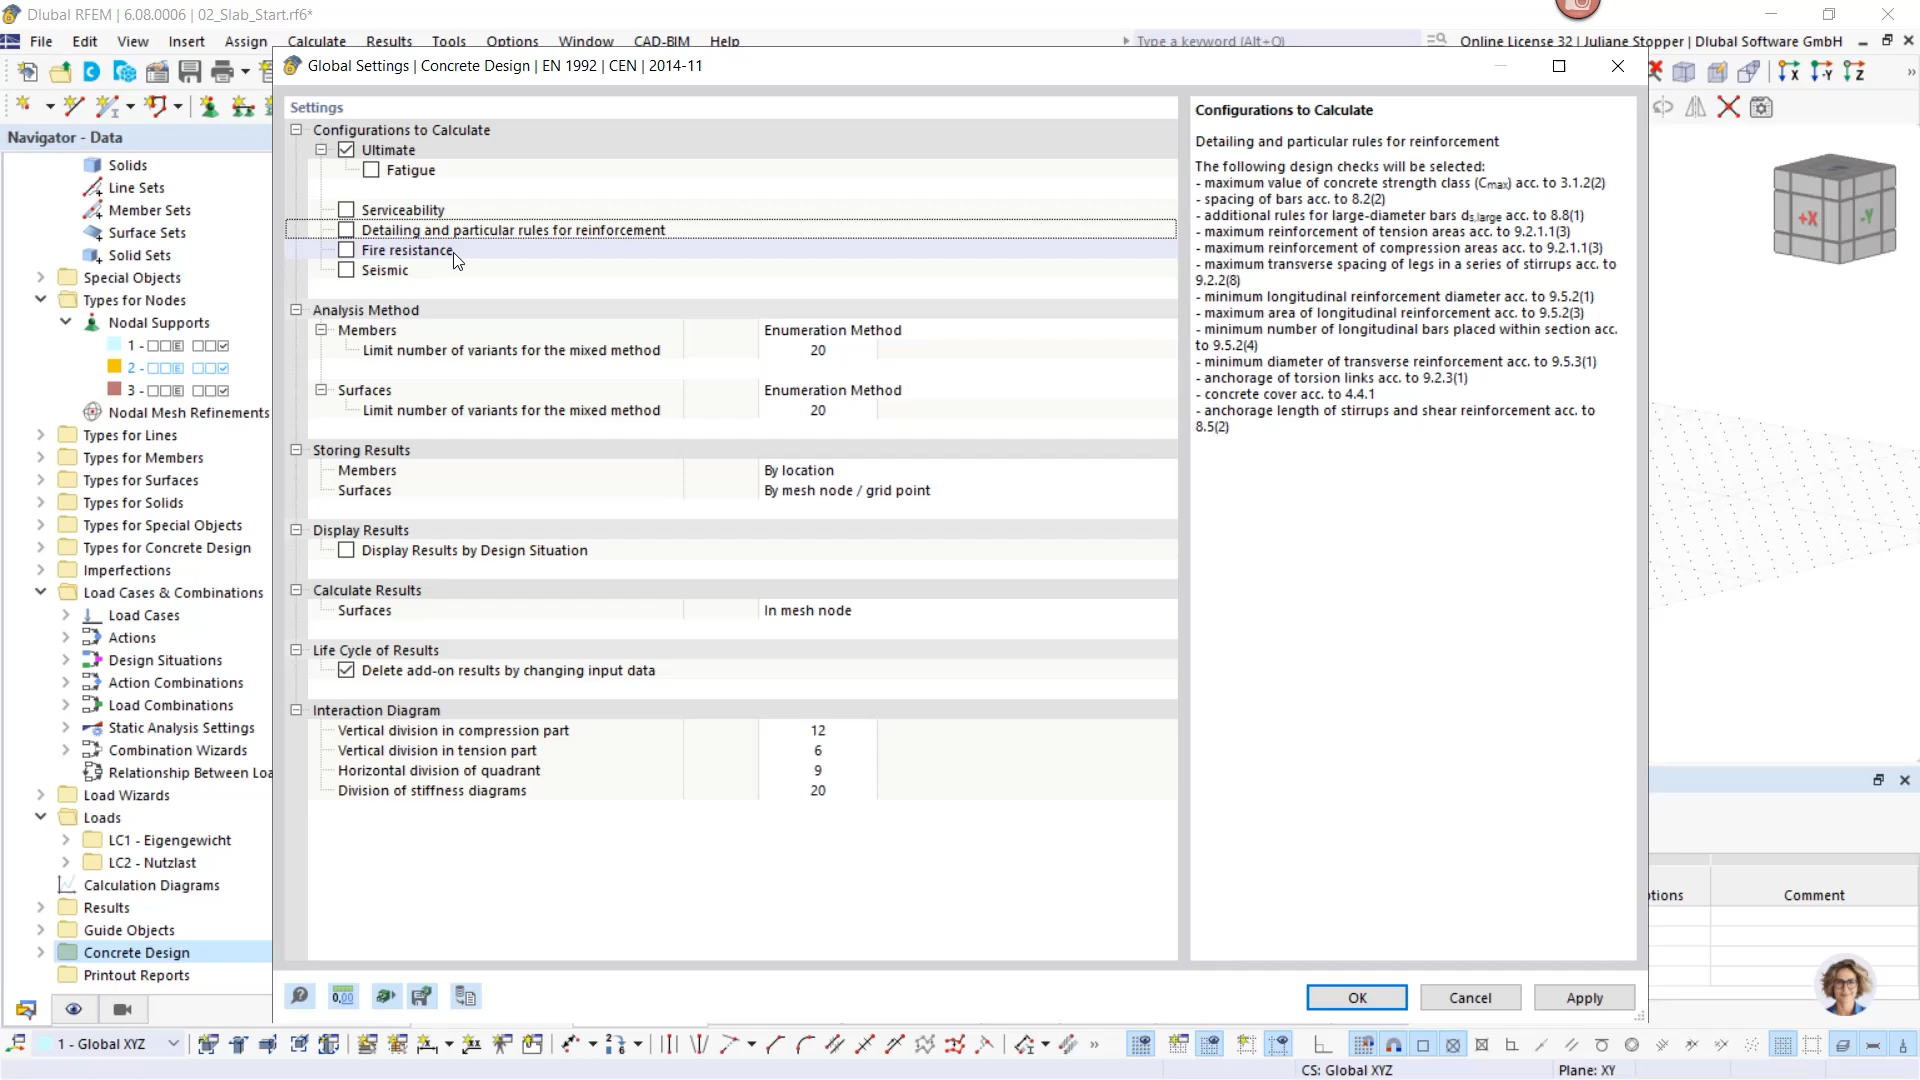 Dlubal RFEM | 6.08.0006 | 02_Slab_Start.rf6*
File Edit View Insert Assign Calculate Results Tools Options Window CAD-BIM Help
Type a keyword (Alt+Q)
Online License 32 | Juliane Stopper | Dlubal Software GmbH
Global Settings | Concrete Design | EN 1992 | CEN | 2014-11
Navigator - Data
Solids
Line Sets
Member Sets
Surface Sets
Solid Sets
Special Objects
Types for Nodes
Nodal Supports
1 -
2 -
3 -
Nodal Mesh Refinements
Types for Lines
Types for Members
Types for Surfaces
Types for Solids
Types for Special Objects
Types for Concrete Design
Imperfections
Load Cases & Combinations
Load Cases
Actions
Design Situations
Action Combinations
Load Combinations
Static Analysis Settings
Combination Wizards
Relationship Between Loa
Load Wizards
Loads
LC1 - Eigengewicht
LC2 - Nutzlast
Calculation Diagrams
Results
Guide Objects
Concrete Design
Printout Reports
Settings
Configurations to Calculate
Ultimate
Fatigue
Serviceability
Detailing and particular rules for reinforcement
Fire resistance
Seismic
Analysis Method
Members Enumeration Method
Limit number of variants for the mixed method 20
Surfaces Enumeration Method
Limit number of variants for the mixed method 20
Storing Results
Members By location
Surfaces By mesh node / grid point
Display Results
Display Results by Design Situation
Calculate Results
Surfaces In mesh node
Life Cycle of Results
Delete add-on results by changing input data
Interaction Diagram
Vertical division in compression part 12
Vertical division in tension part 6
Horizontal division of quadrant 9
Division of stiffness diagrams 20
Configurations to Calculate
Detailing and particular rules for reinforcement
The following design checks will be selected:
- maximum value of concrete strength class (Cmax) acc. to 3.1.2(2)
- spacing of bars acc. to 8.2(2)
- additional rules for large-diameter bars ds,large acc. to 8.8(1)
- maximum reinforcement of tension areas acc. to 9.2.1.1(3)
- maximum reinforcement of compression areas acc. to 9.2.1.1(3)
- maximum transverse spacing of legs in a series of stirrups acc. to
9.2.2(8)
- minimum longitudinal reinforcement diameter acc. to 9.5.2(1)
- maximum area of longitudinal reinforcement acc. to 9.5.2(3)
- minimum number of longitudinal bars placed within section acc.
to 9.5.2(4)
- minimum diameter of transverse reinforcement acc. to 9.5.3(1)
- anchorage of torsion links acc. to 9.2.3(1)
- concrete cover acc. to 4.4.1
- anchorage length of stirrups and shear reinforcement acc. to
8.5(2)
+X -Y
X -Y Z
Comment
0,00
OK Cancel Apply
1 - Global XYZ
CS: Global XYZ Plane: XY